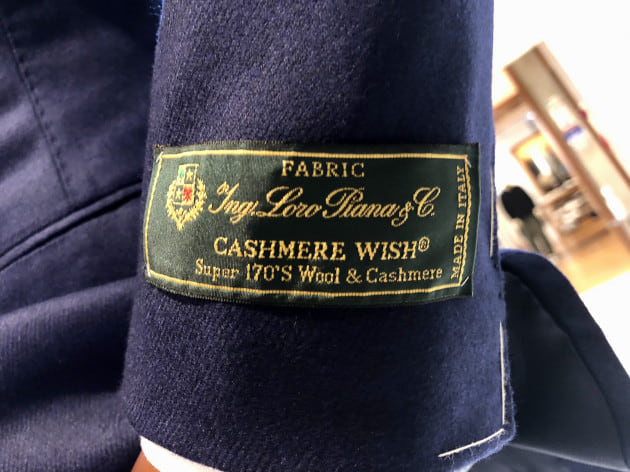 FABRIC
Ing. Loro Piana & C.
CASHMERE WISH®
Super 170'S Wool & Cashmere
MADE IN ITALY